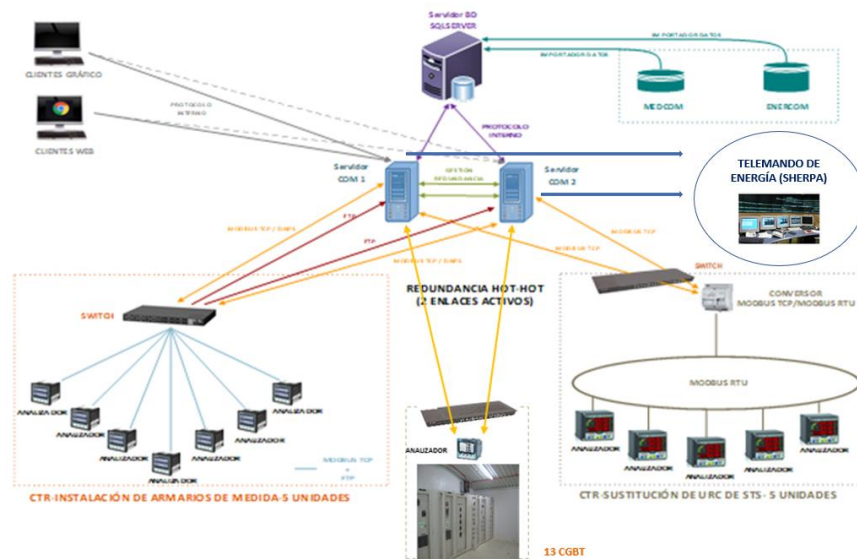 Servidor BD
SQLSERVER
IMPORTADOR DATOS
IMPORTADOR DATOS
CLIENTES GRÁFICO
MEDCOM
ENERCOM
PROTOCOLO
INTERNO
PROTOCOLO
INTERNO
CLIENTES WEB
Servidor
COM 1
GESTION
REDUNDANCIA
Servidor
COM 2
TELEMANDO DE
ENERGÍA (SHERPA)
FTP
MODBUS TCP /
FTP
MODBUS TCP /
MODBUS TCP
MODBUS TCP
SWITCH
REDUNDANCIA HOT-HOT
(2 ENLACES ACTIVOS)
CONVERSOR
MODBUS TCP/MODBUS RTU
SWITCH
MODBUS RTU
ANALIZADOR
ANALIZADOR
ANALIZADOR
ANALIZADOR
ANALIZADOR
ANALIZADOR
ANALIZADOR
MODBUS TCP
+
FTP
CTR-INSTALACIÓN DE ARMARIOS DE MEDIDA-5 UNIDADES
ANALIZADOR
13 CGBT
ANALIZADOR
ANALIZADOR
ANALIZADOR
ANALIZADOR
ANALIZADOR
CTR-SUSTITUCIÓN DE URC DE STS- 5 UNIDADES